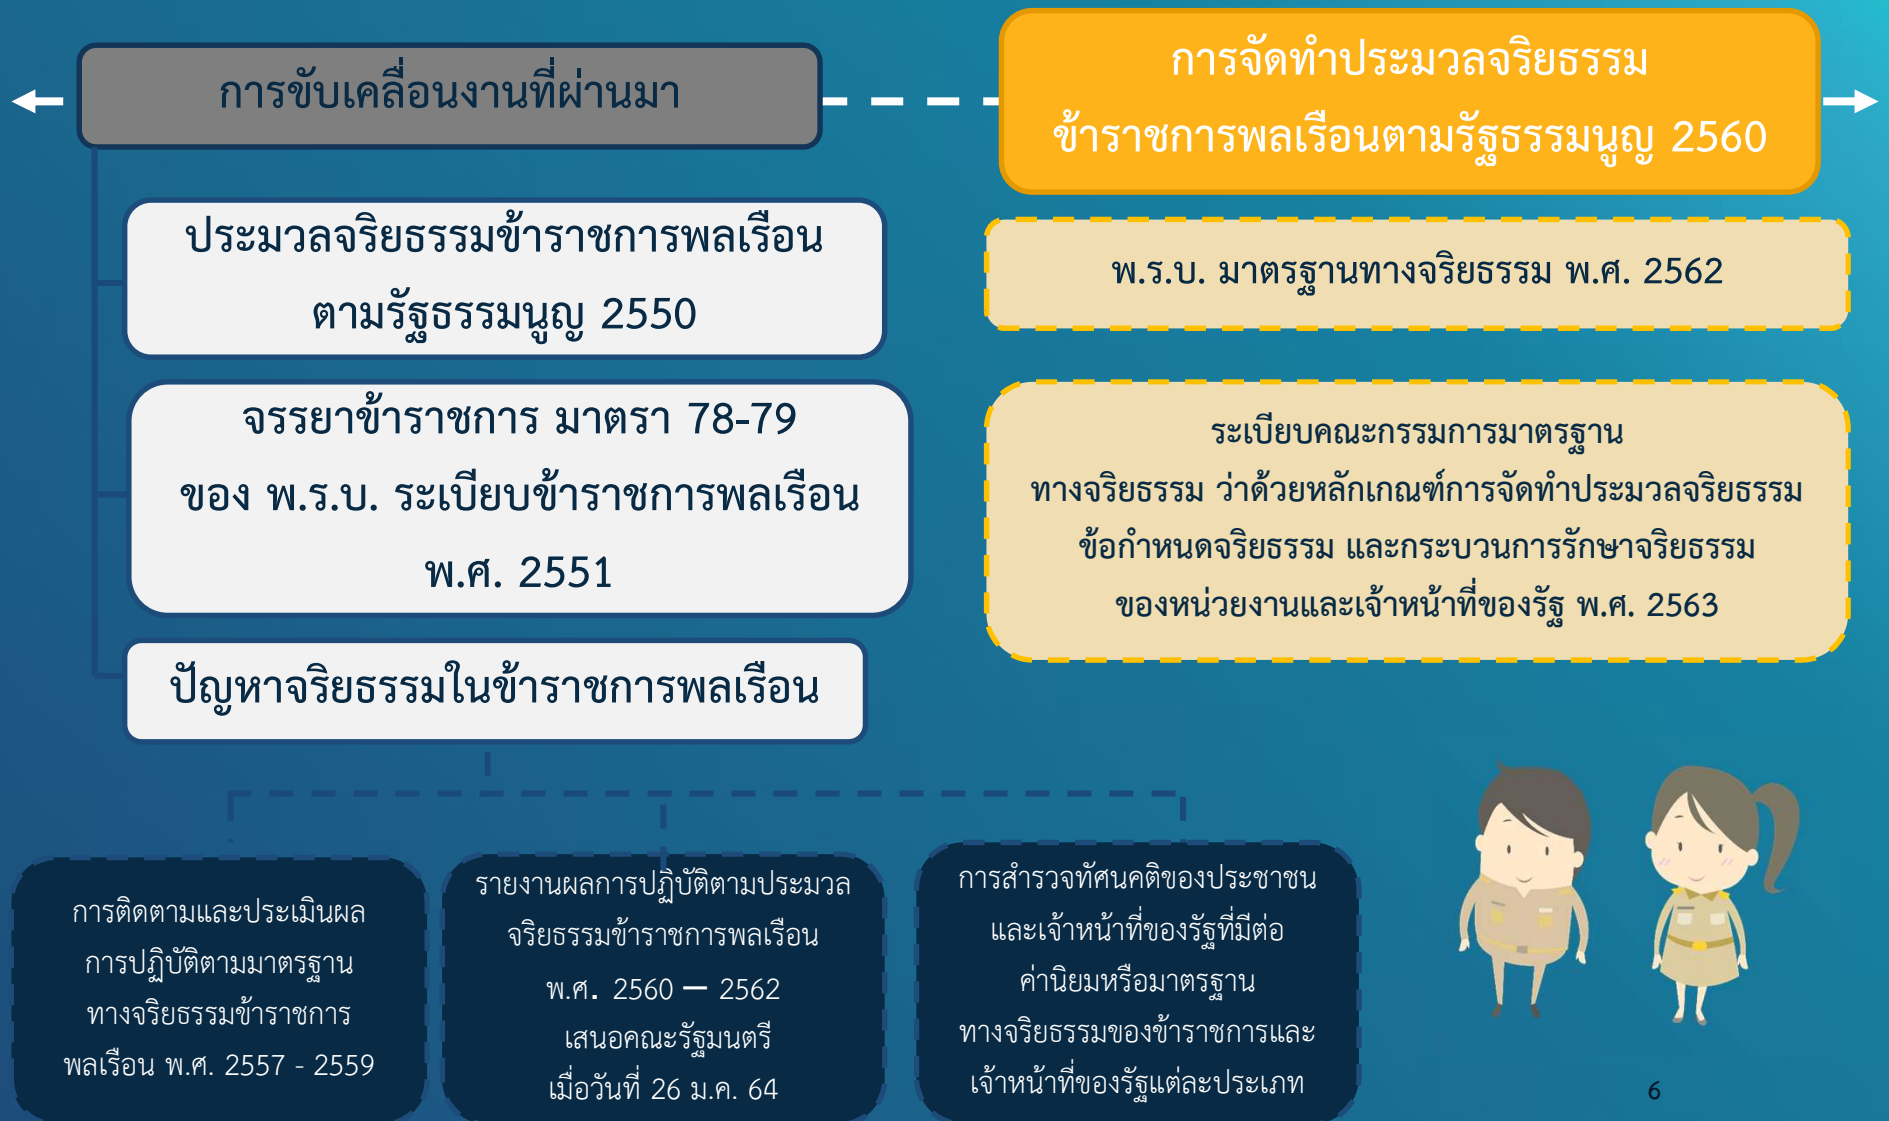 การขับเคลื่อนงานที่ผ่านมา
ประมวลจริยธรรมข้าราชการพลเรือน
ตามรัฐธรรมนูญ 2550
จรรยาข้าราชการ มาตรา 78-79
ของ พ.ร.บ. ระเบียบข้าราชการพลเรือน
พ.ศ. 2551
ปัญหาจริยธรรมในข้าราชการพลเรือน
การติดตามและประเมินผล
การปฏิบัติตามมาตรฐาน
ทางจริยธรรมข้าราชการ
พลเรือน พ.ศ. 2557 - 2559
รายงานผลการปฏิบัติตามประมวล
จริยธรรมข้าราชการพลเรือน
พ.ศ. 2560 – 2562
เสนอคณะรัฐมนตรี
เมื่อวันที่ 26 ม.ค. 64
การสำรวจทัศนคติของประชาชน
และเจ้าหน้าที่ของรัฐที่มีต่อ
ค่านิยมหรือมาตรฐาน
ทางจริยธรรมของข้าราชการและ
เจ้าหน้าที่ของรัฐแต่ละประเภท
การจัดทำประมวลจริยธรรม
ข้าราชการพลเรือนตามรัฐธรรมนูญ 2560
พ.ร.บ. มาตรฐานทางจริยธรรม พ.ศ. 2562
ระเบียบคณะกรรมการมาตรฐาน
ทางจริยธรรม ว่าด้วยหลักเกณฑ์การจัดทำประมวลจริยธรรม
ข้อกำหนดจริยธรรม และกระบวนการรักษาจริยธรรม
ของหน่วยงานและเจ้าหน้าที่ของรัฐ พ.ศ. 2563
6